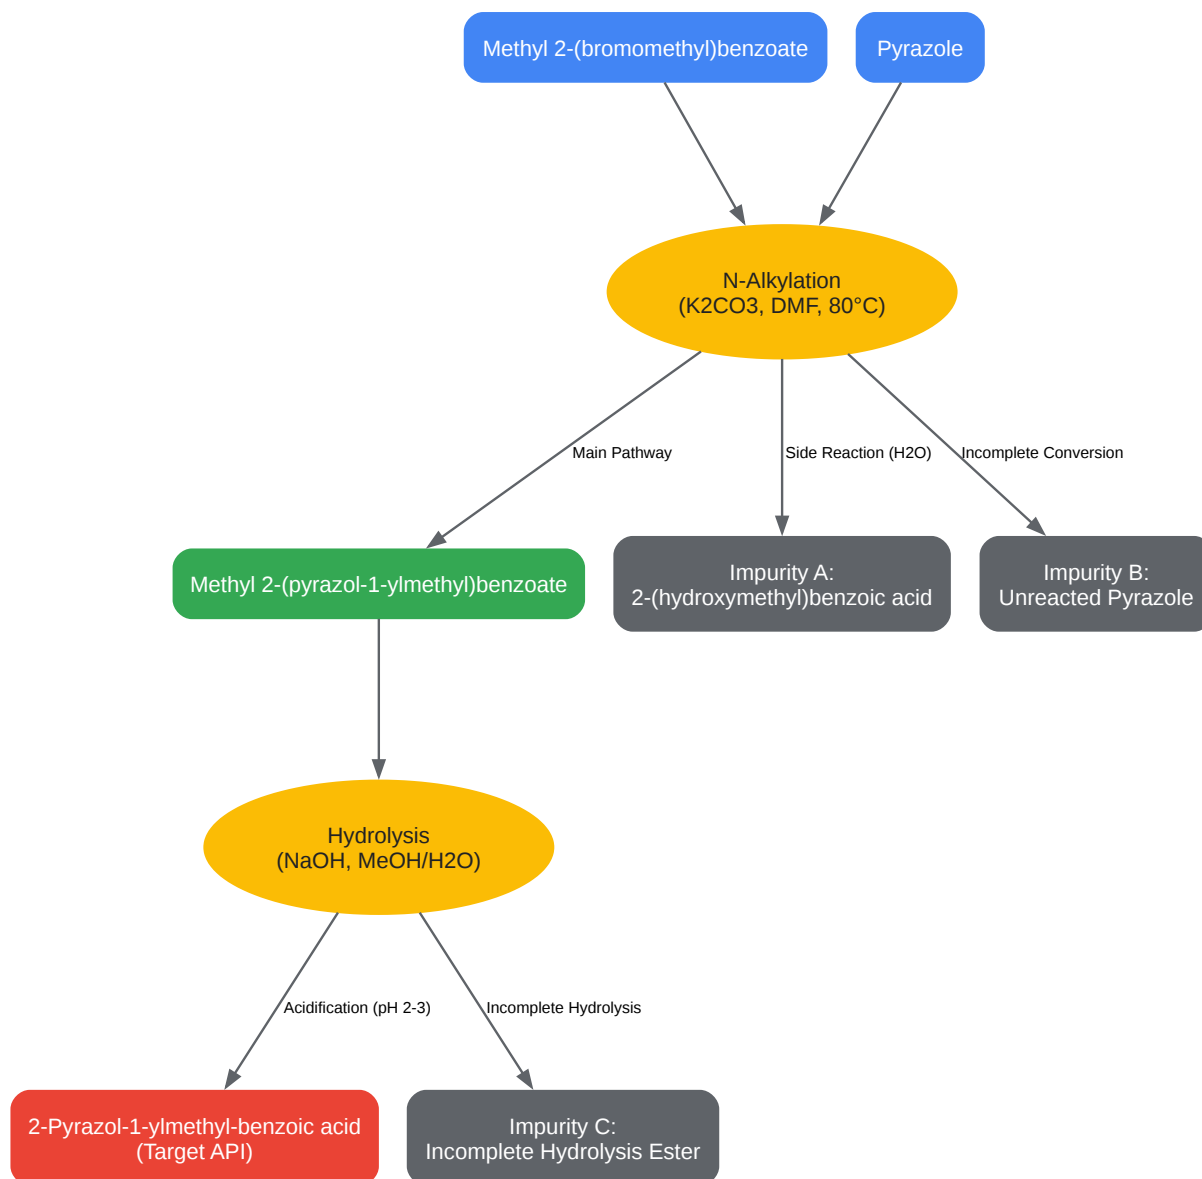 Methyl 2-(bromomethyl)benzoate
Pyrazole
N-Alkylation
(K2CO3, DMF, 80°C)
Main Pathway
Side Reaction (H2O)
Incomplete Conversion
Methyl 2-(pyrazol-1-ylmethyl)benzoate
Impurity A:
2-(hydroxymethyl)benzoic acid
Impurity B:
Unreacted Pyrazole
Hydrolysis
(NaOH, MeOH/H2O)
Acidification (pH 2-3)
Incomplete Hydrolysis
2-Pyrazol-1-ylmethyl-benzoic acid
(Target API)
Impurity C:
Incomplete Hydrolysis Ester